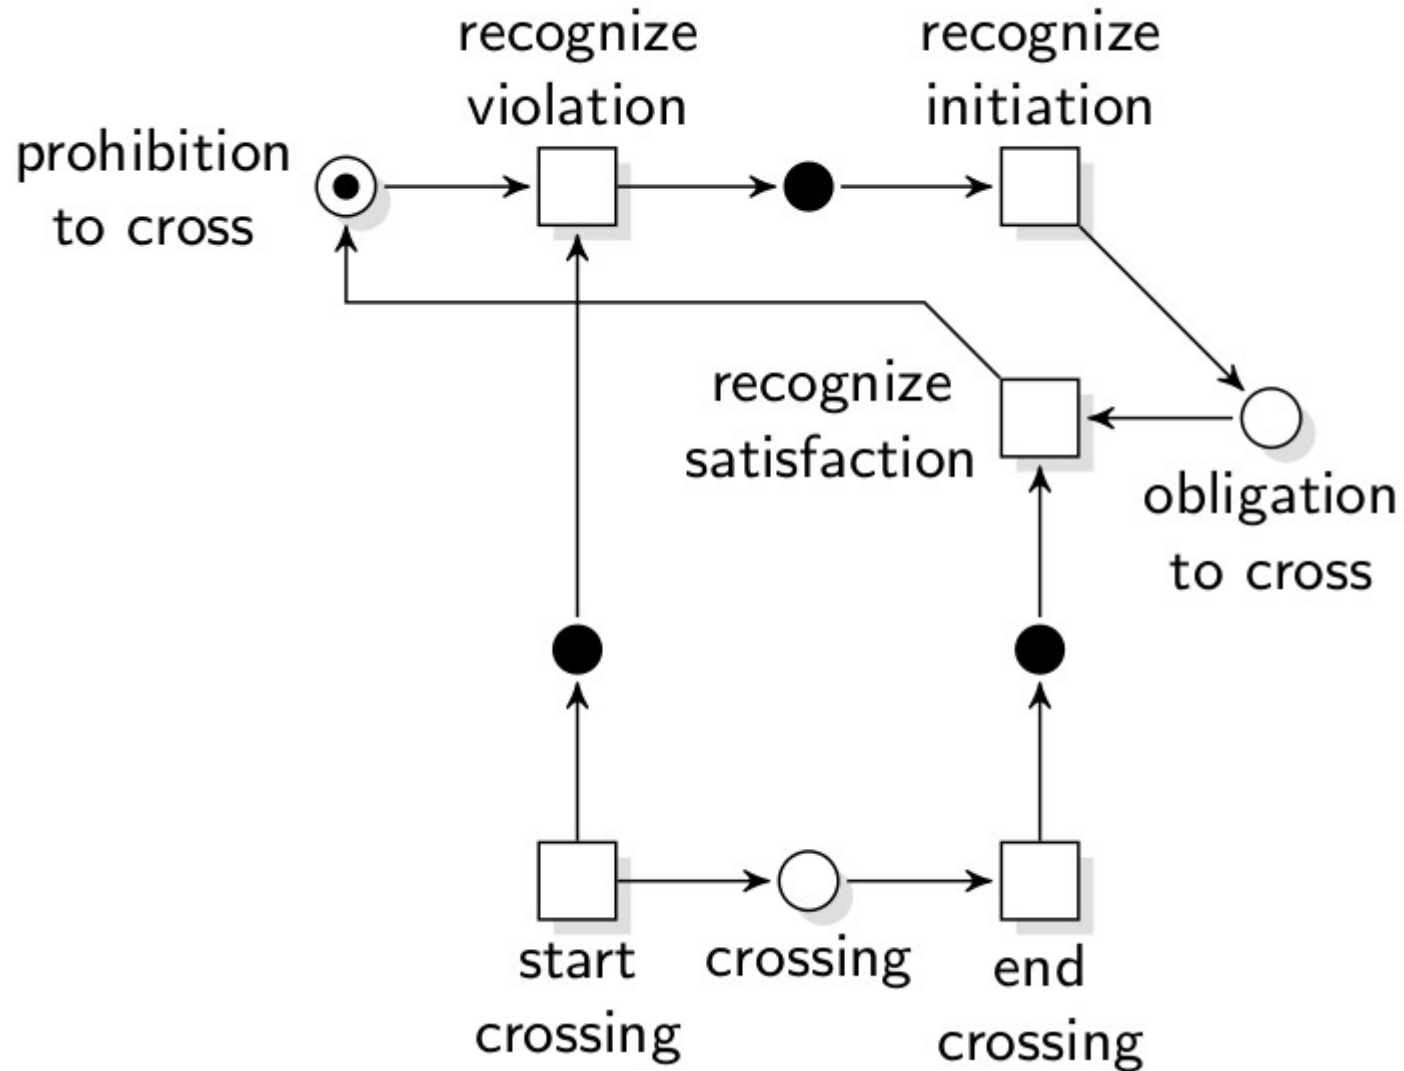 recognize
violation
recognize
initiation
prohibition
to cross
recognize
satisfaction
obligation
to cross
start
crossing
crossing
end
crossing